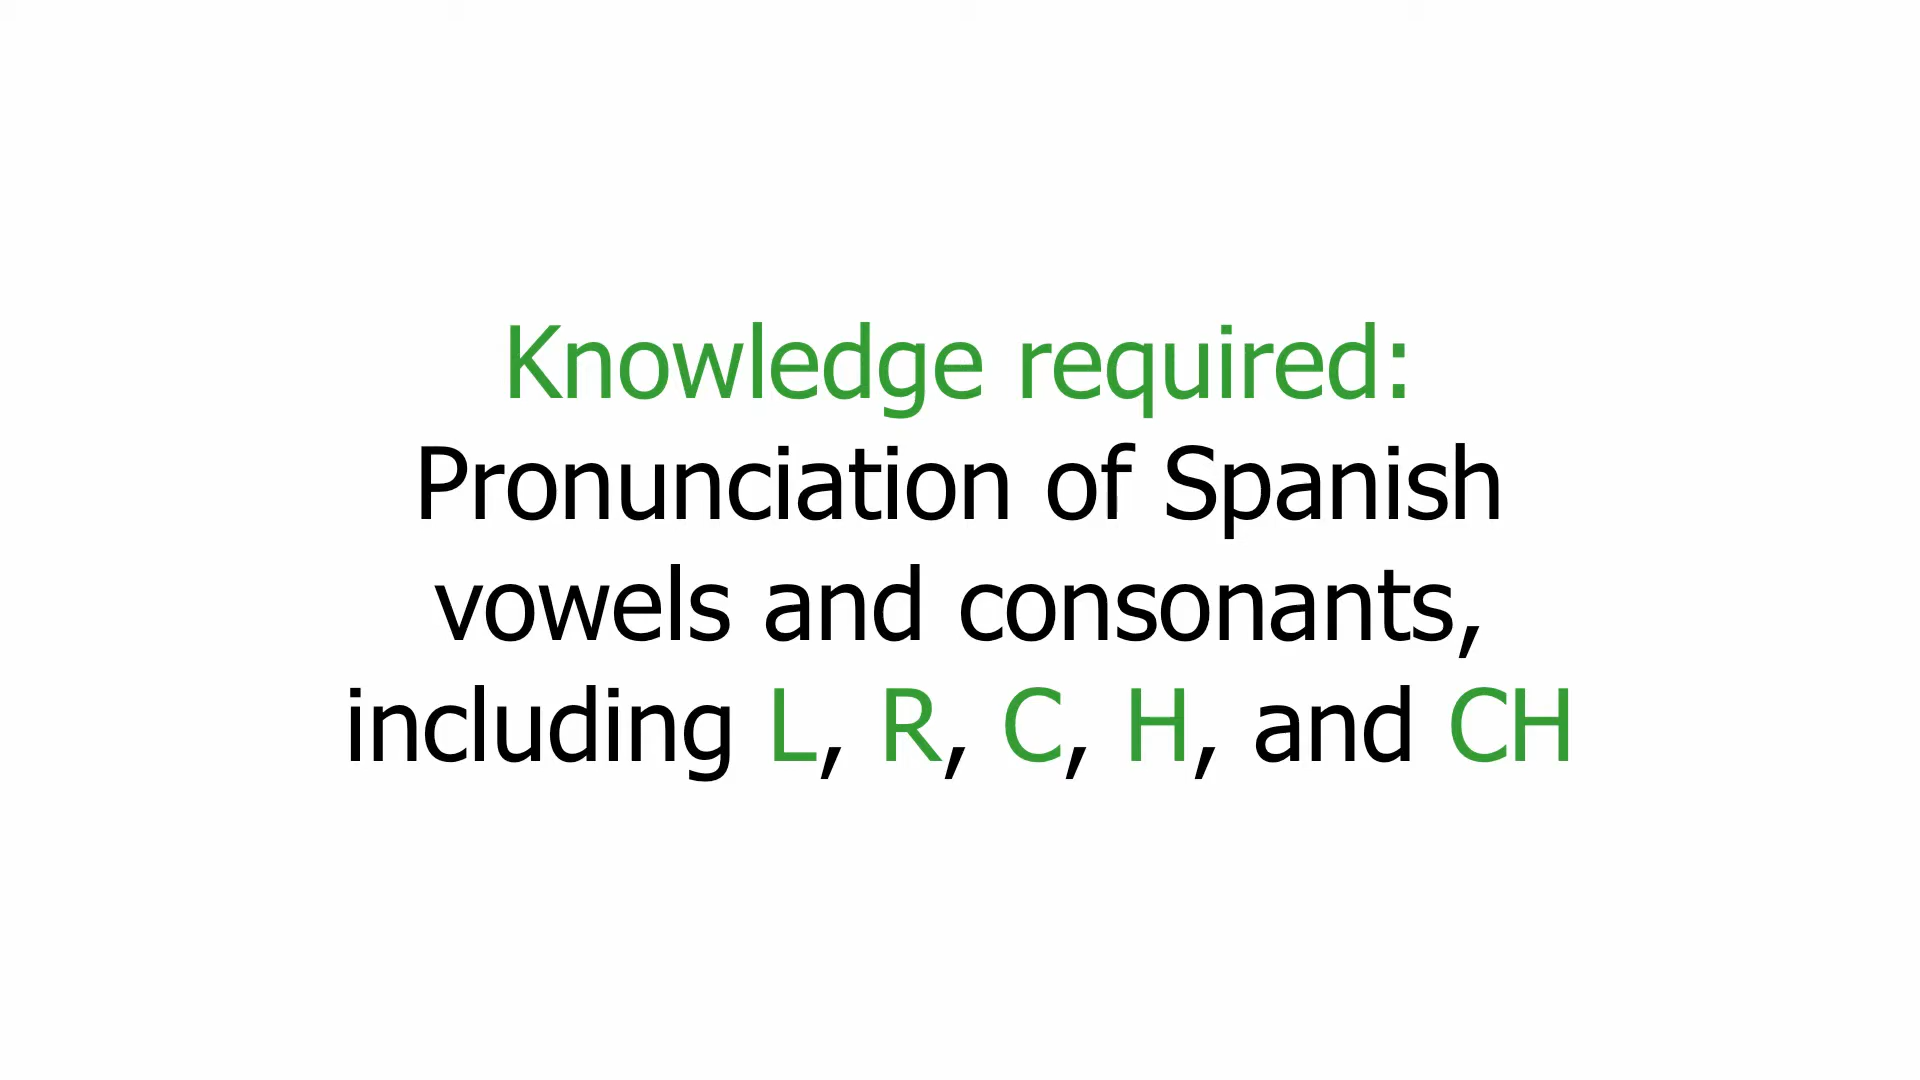 Knowledge required:
Pronunciation of Spanish
vowels and consonants,
including L, R, C, H, and CH